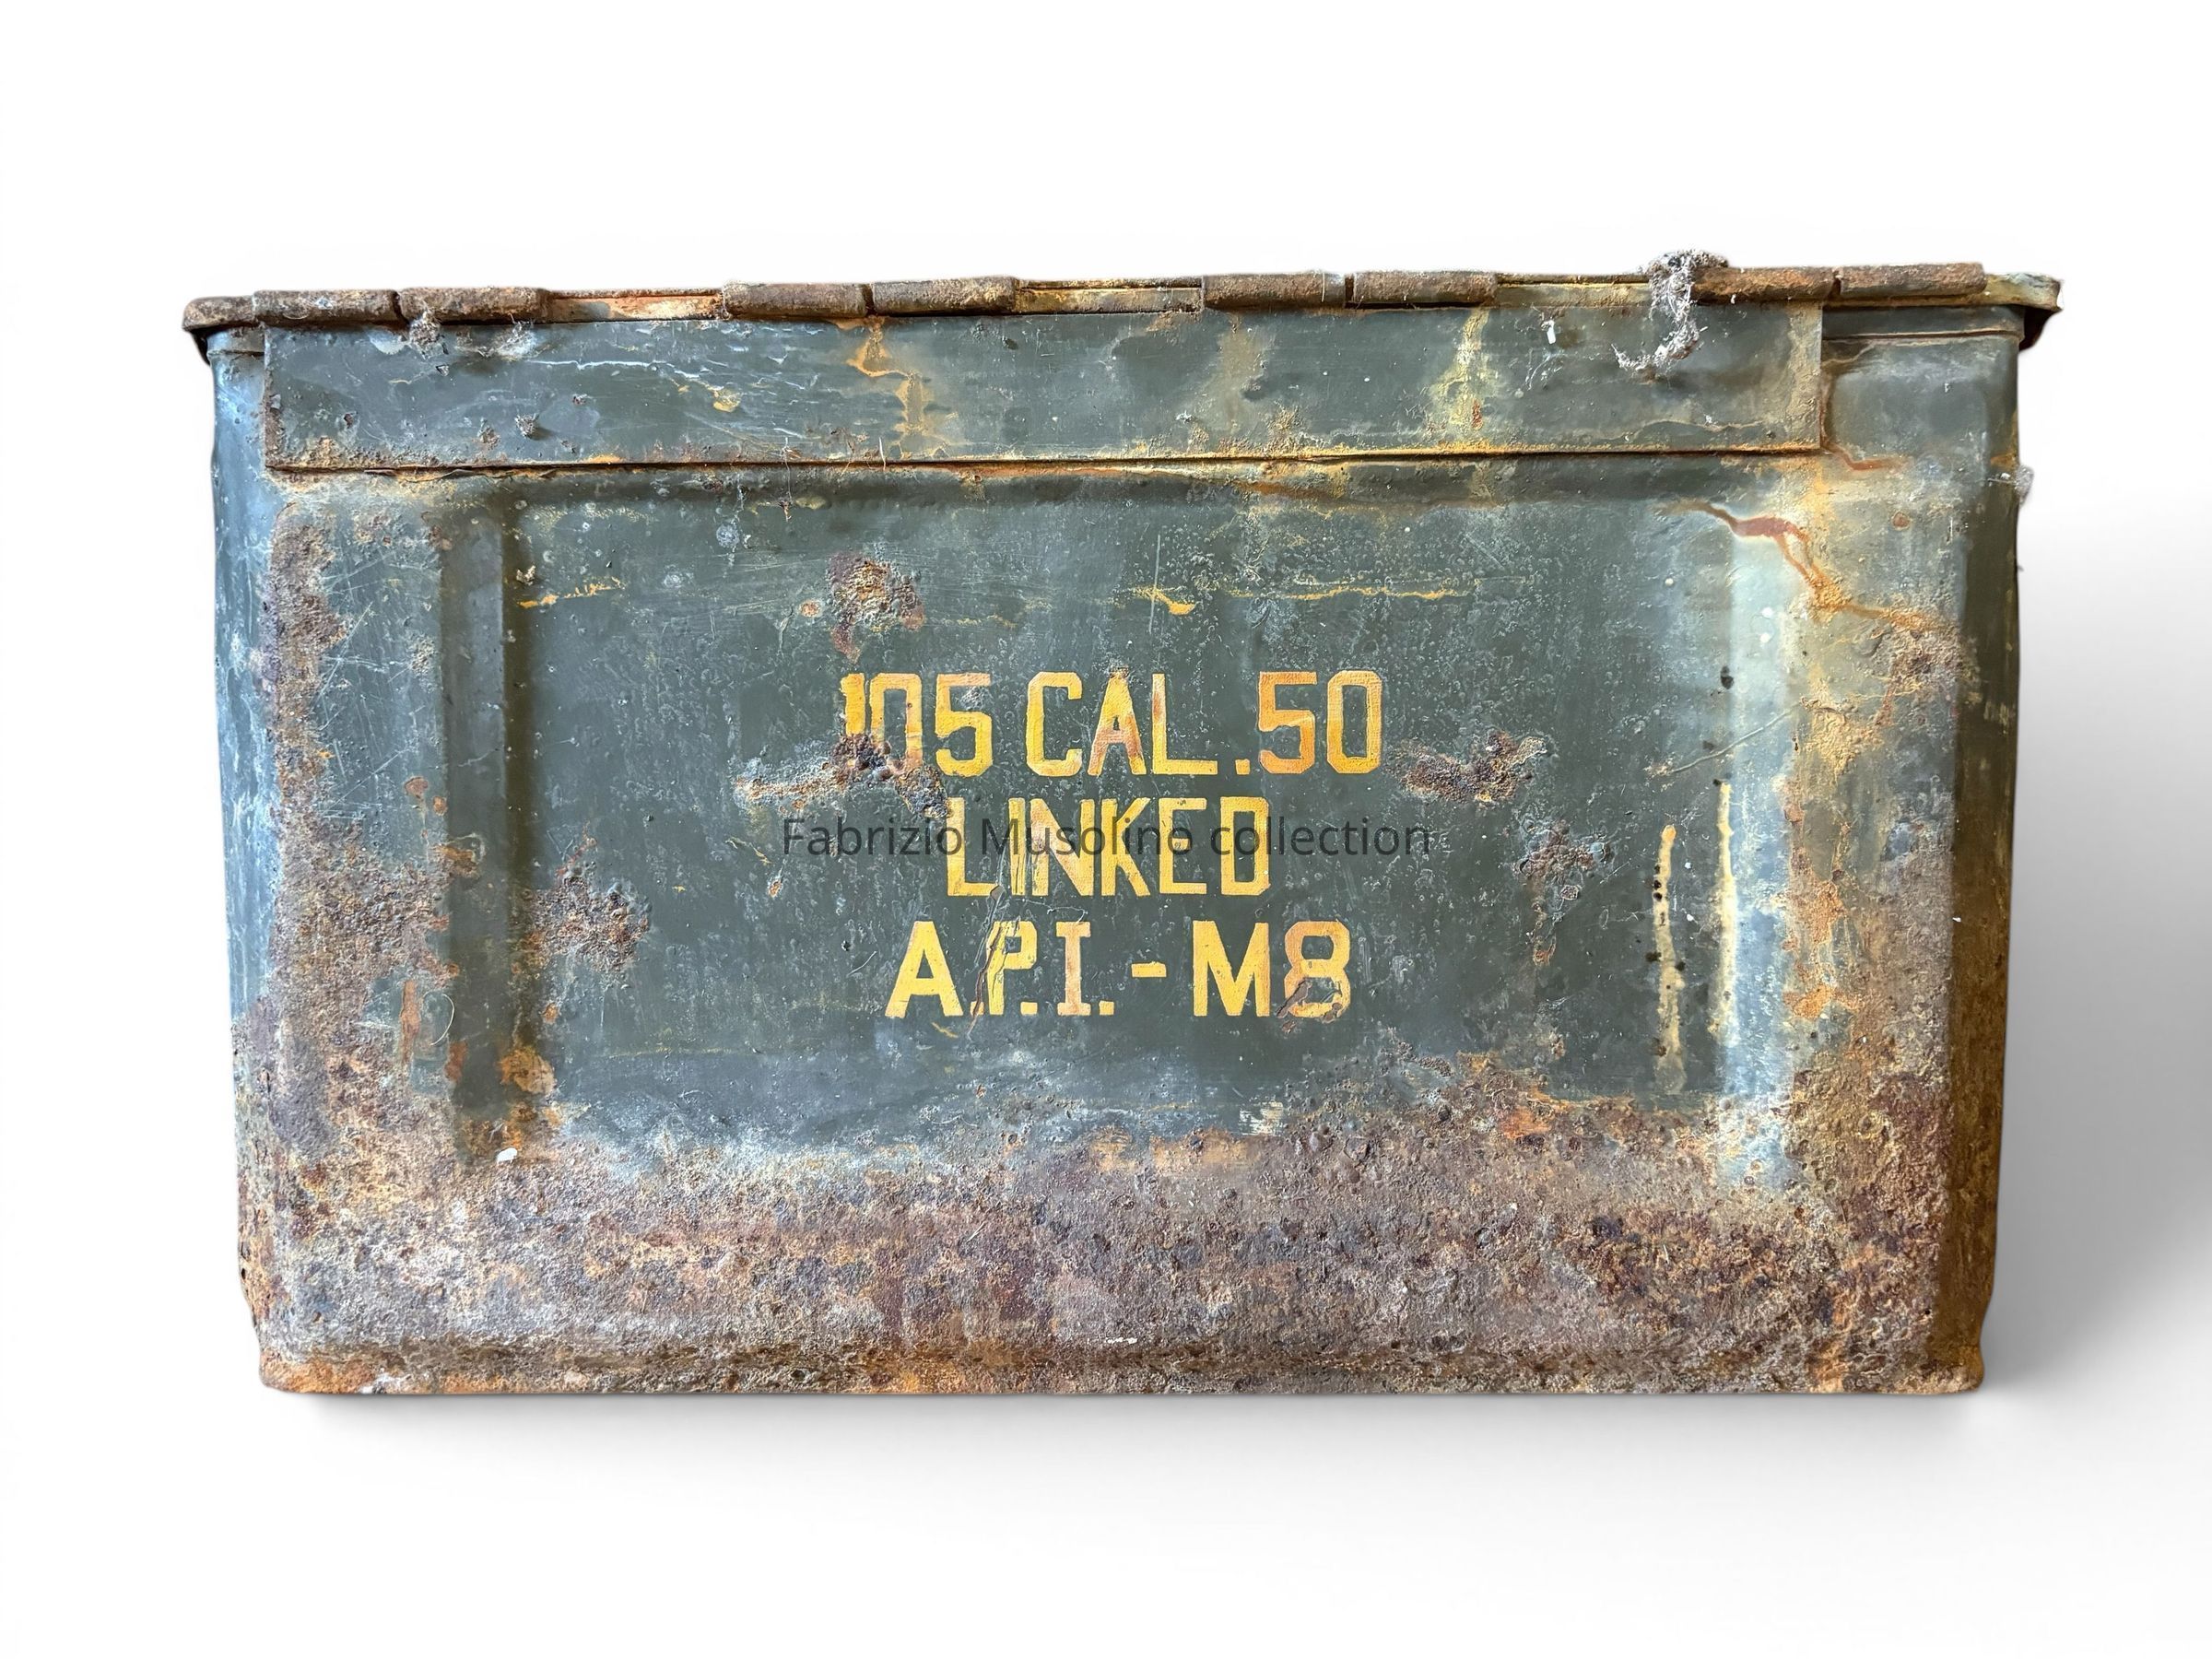 105 CAL .50
LINKED
Fabrizio Musolino collection
A.P.I. - M8